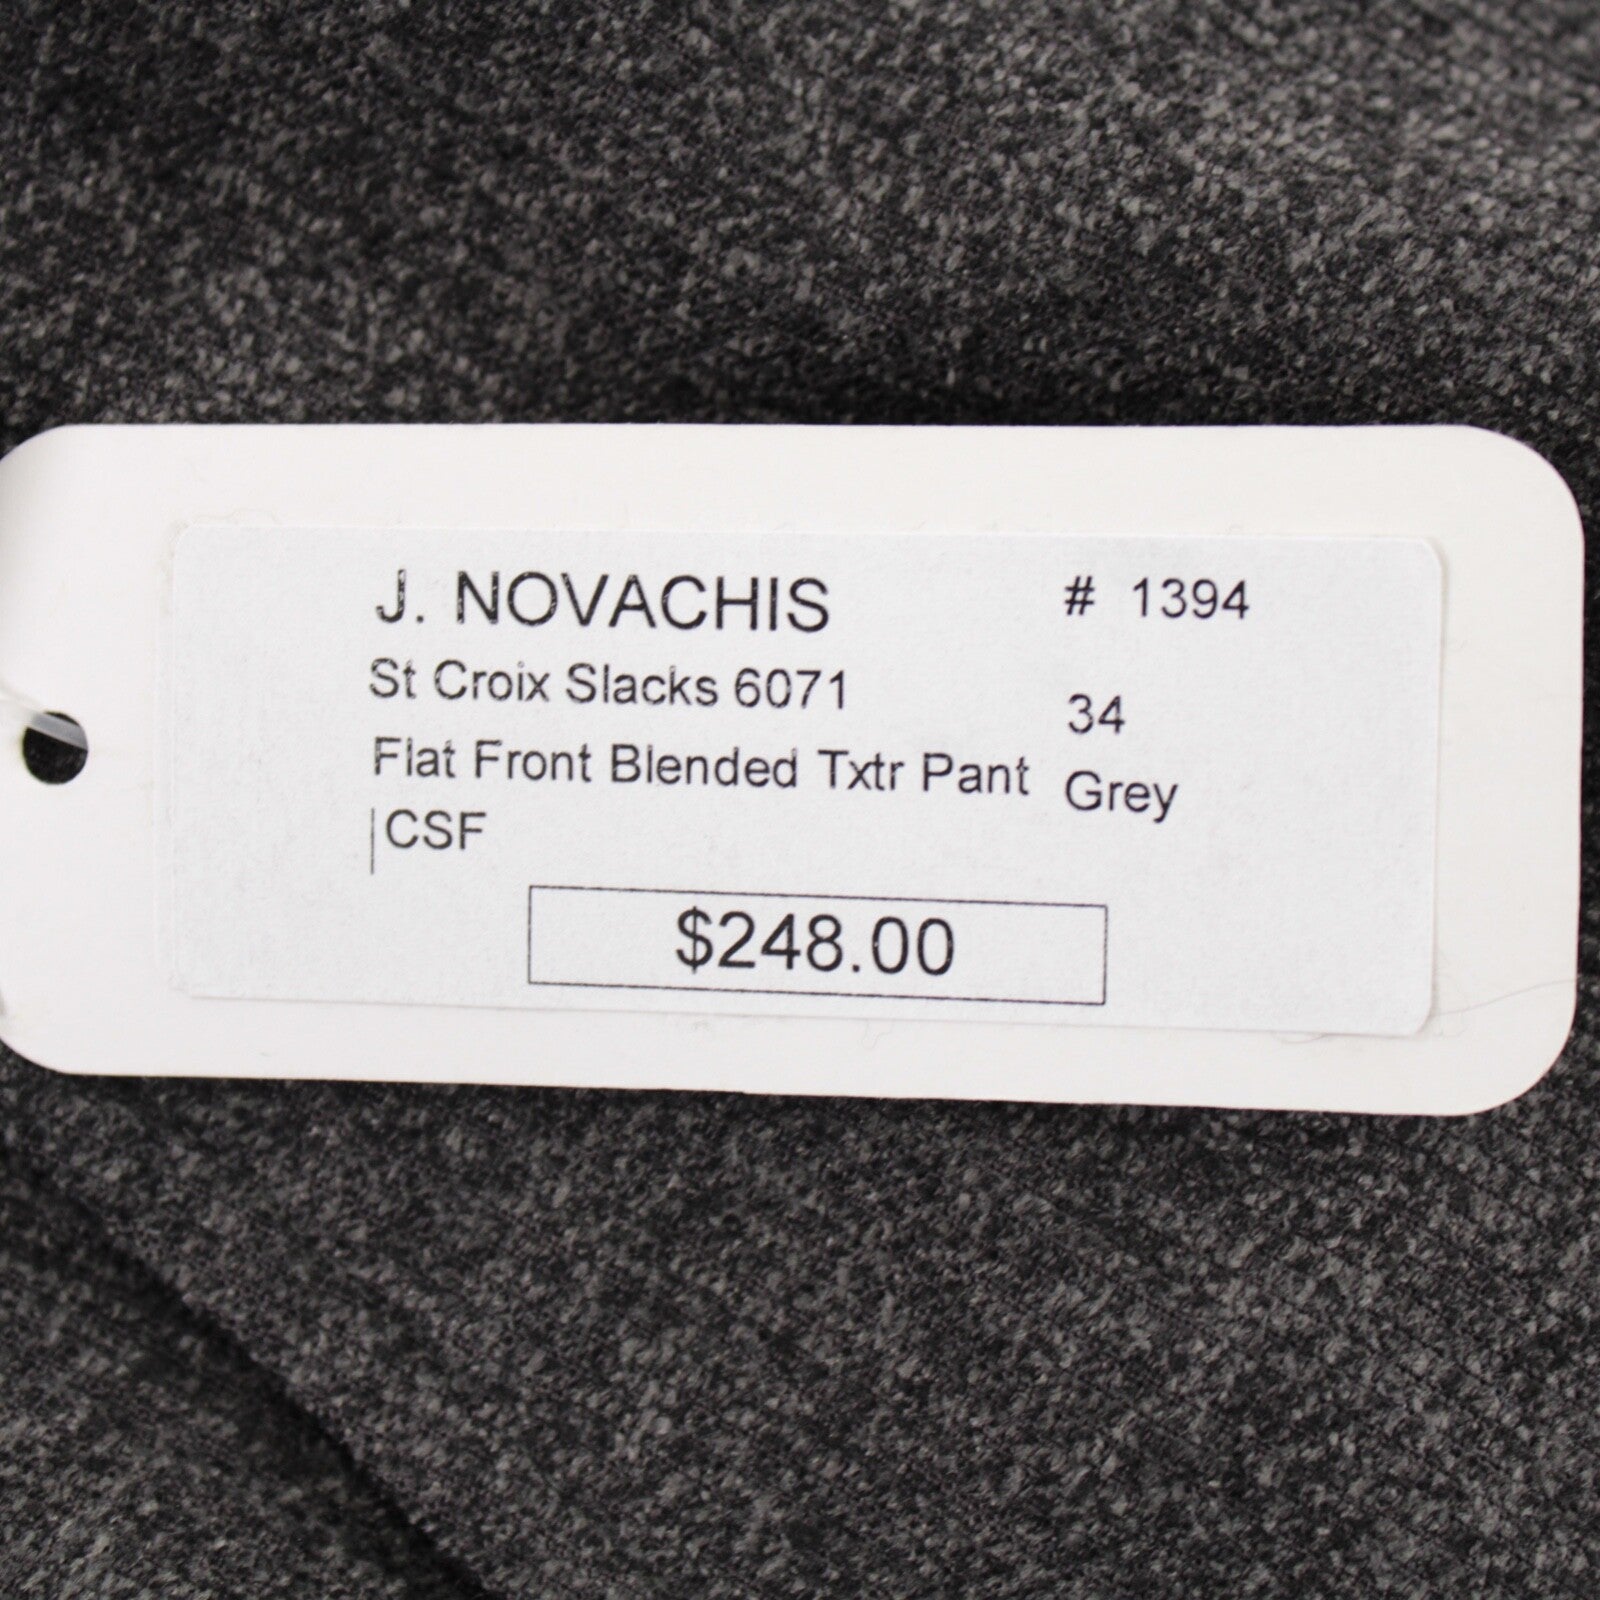 J. NOVACHIS # 1394
St Croix Slacks 6071 34
Flat Front Blended Txtr Pant Grey
|CSF
$248.00